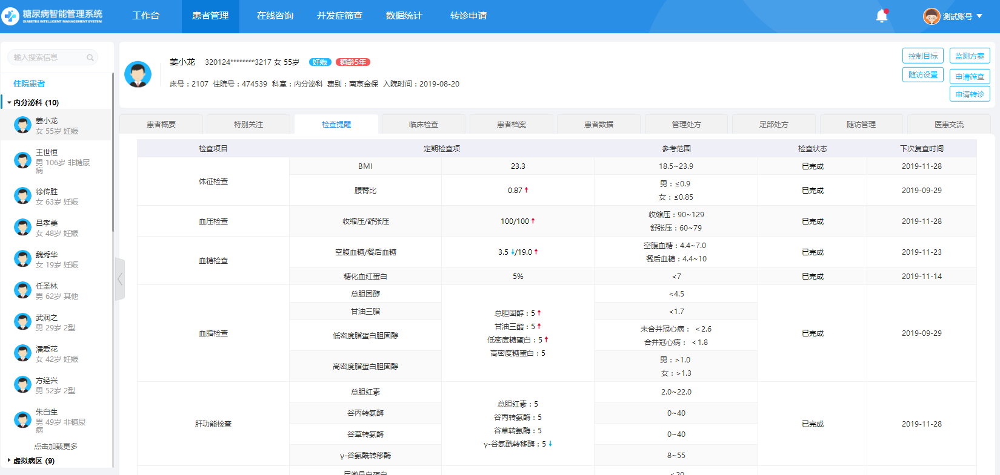 糖尿病智能管理系统
DIABETES INTELLIGENT MANAGEMENT SYSTEM
工作台 患者管理 在线咨询 并发症筛查 数据统计 转诊申请
测试账号
输入搜索信息
住院患者
内分泌科 (10)
姜小龙
女 55岁 妊娠
王世恒
男 106岁 非糖尿
病
徐传胜
女 63岁 妊娠
吕孝美
女 48岁 妊娠
魏秀华
女 19岁 妊娠
任圣林
男 62岁 其他
武润之
男 29岁 2型
潘爱花
女 42岁 妊娠
方经兴
男 52岁 2型
朱白生
男 49岁 非糖尿
病
点击加载更多
虚拟病区 (9)
姜小龙 320124********3217 女 55岁 妊娠 糖龄5年
床号：2107 住院号：474539 科室：内分泌科 费别：南京金保 入院时间：2019-08-20
控制目标 监测方案
随访设置 申请筛查
申请转诊
患者概要 特别关注 检查提醒 临床检查 患者档案 患者数据 管理处方 足部处方 随访管理 医患交流
检查项目 定期检查项 参考范围 检查状态 下次复查时间
体征检查
BMI 23.3 18.5~23.9 已完成 2019-11-28
腰臀比 0.87↑ 男：≤0.9
女：≤0.85
已完成 2019-09-29
血压检查 收缩压/舒张压 100/100↑ 收缩压：90~129
舒张压：60~79
已完成 2019-11-28
血糖检查
空腹血糖/餐后血糖 3.5↓/19.0↑ 空腹血糖：4.4~7.0
餐后血糖：4.4~10
已完成 2019-11-23
糖化血红蛋白 5% <7 已完成 2019-11-14
血脂检查
总胆固醇
甘油三脂
低密度脂蛋白胆固醇
高密度脂蛋白胆固醇
总胆固醇：5↑
甘油三酯：5↑
低密度糖蛋白：5↑
高密度糖蛋白：5
<4.5
<1.7
未合并冠心病： <2.6
合并冠心病： <1.8
男：>1.0
女：>1.3
已完成 2019-09-29
肝功能检查
总胆红素
谷丙转氨酶
谷草转氨酶
γ-谷氨酰转移酶
总胆红素：5
谷丙转氨酶：5
谷草转氨酶：5
γ-谷氨酰转移酶：5↓
2.0~22.0
0~40
0~40
8~55
已完成 2019-11-28
尿微量白蛋白 <20